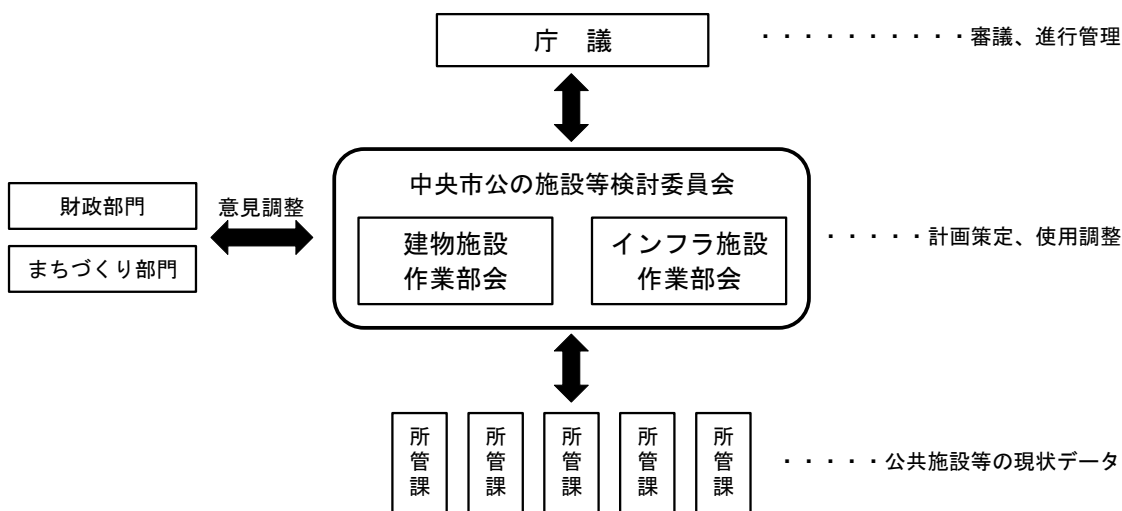 庁　議
・・・・・・・・・・審議、進行管理
中央市公の施設等検討委員会
財政部門
まちづくり部門
意見調整
建物施設
作業部会
インフラ施設
作業部会
・・・・・計画策定、使用調整
所管課
所管課
所管課
所管課
所管課
・・・・・公共施設等の現状データ